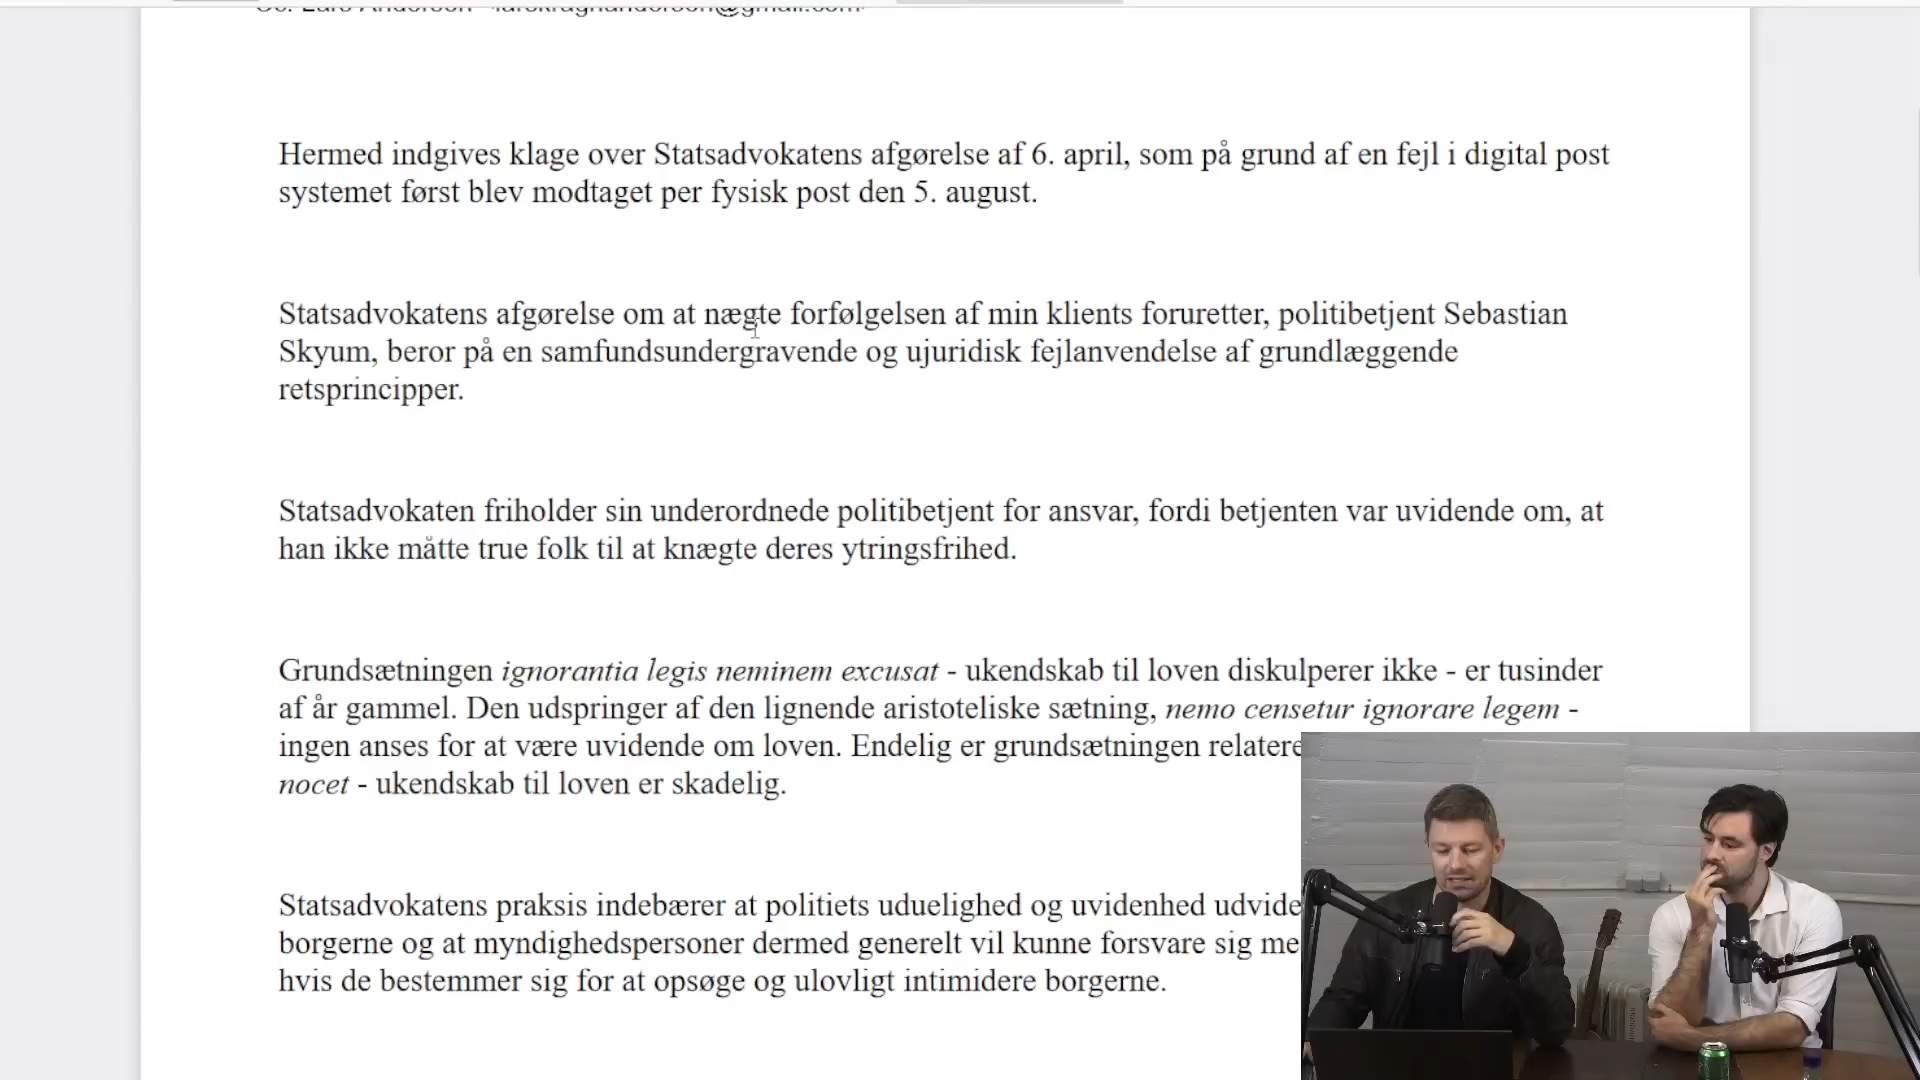 Hermed indgives klage over Statsadvokatens afgørelse af 6. april, som på grund af en fejl i digital post
systemet først blev modtaget per fysisk post den 5. august.
Statsadvokatens afgørelse om at nægte forfølgelsen af min klients foruretter, politibetjent Sebastian
Skyum, beror på en samfundsundergravende og ujuridisk fejlanvendelse af grundlæggende
retsprincipper.
Statsadvokaten friholder sin underordnede politibetjent for ansvar, fordi betjenten var uvidende om, at
han ikke måtte true folk til at knægte deres ytringsfrihed.
Grundsætningen ignorantia legis neminem excusat - ukendskab til loven diskulperer ikke - er tusinder
af år gammel. Den udspringer af den lignende aristoteliske sætning, nemo censetur ignorare legem -
ingen anses for at være uvidende om loven. Endelig er grundsætningen relatere
nocet - ukendskab til loven er skadelig.
Statsadvokatens praksis indebærer at politiets uduelighed og uvidenhed udvide
borgerne og at myndighedspersoner dermed generelt vil kunne forsvare sig me
hvis de bestemmer sig for at opsøge og ulovligt intimidere borgerne.